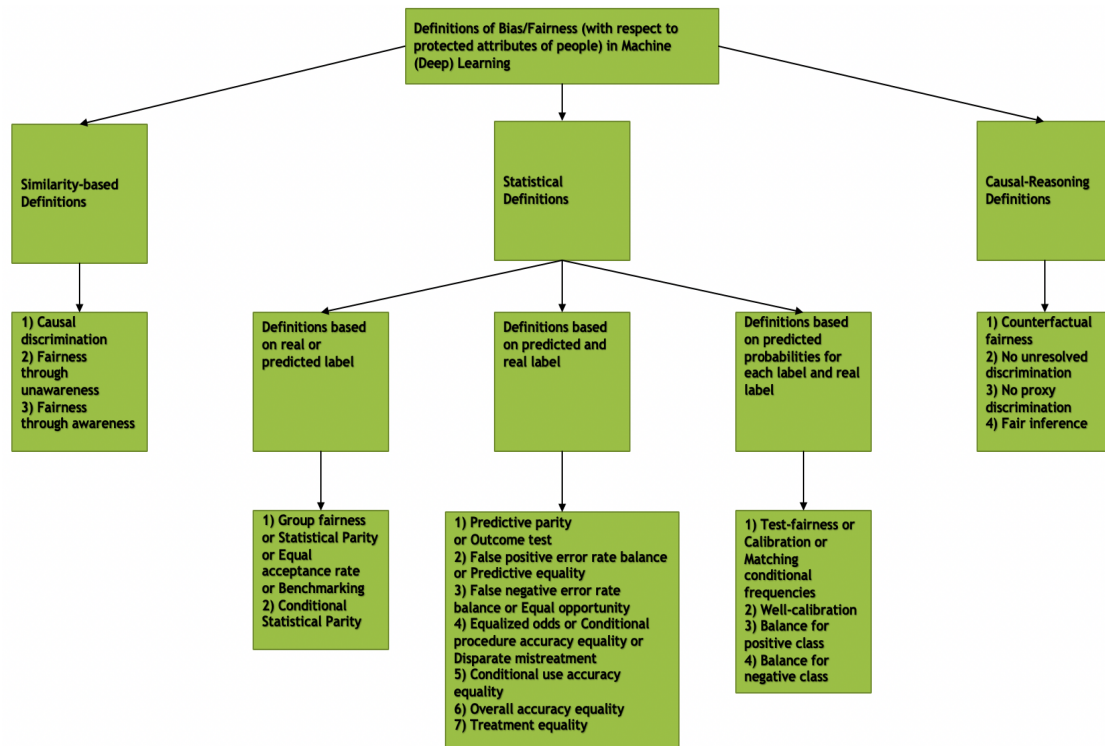 Definitions of Bias/Fairness (with respect to
protected attributes of people) in Machine
(Deep) Learning
Similarity-based
Definitions
Statistical
Definitions
Causal-Reasoning
Definitions
1) Causal
discrimination
2) Fairness
through
unawareness
3) Fairness
through awareness
Definitions based
on real or
predicted label
Definitions based
on predicted and
real label
Definitions based
on predicted
probabilities for
each label and real
label
1) Counterfactual
fairness
2) No unresolved
discrimination
3) No proxy
discrimination
4) Fair inference
1) Group fairness
or Statistical Parity
or Equal
acceptance rate
or Benchmarking
2) Conditional
Statistical Parity
1) Predictive parity
or Outcome test
2) False positive error rate balance
or Predictive equality
3) False negative error rate
balance or Equal opportunity
4) Equalized odds or Conditional
procedure accuracy equality or
Disparate mistreatment
5) Conditional use accuracy
equality
6) Overall accuracy equality
7) Treatment equality
1) Test-fairness or
Calibration or
Matching
conditional
frequencies
2) Well-calibration
3) Balance for
positive class
4) Balance for
negative class